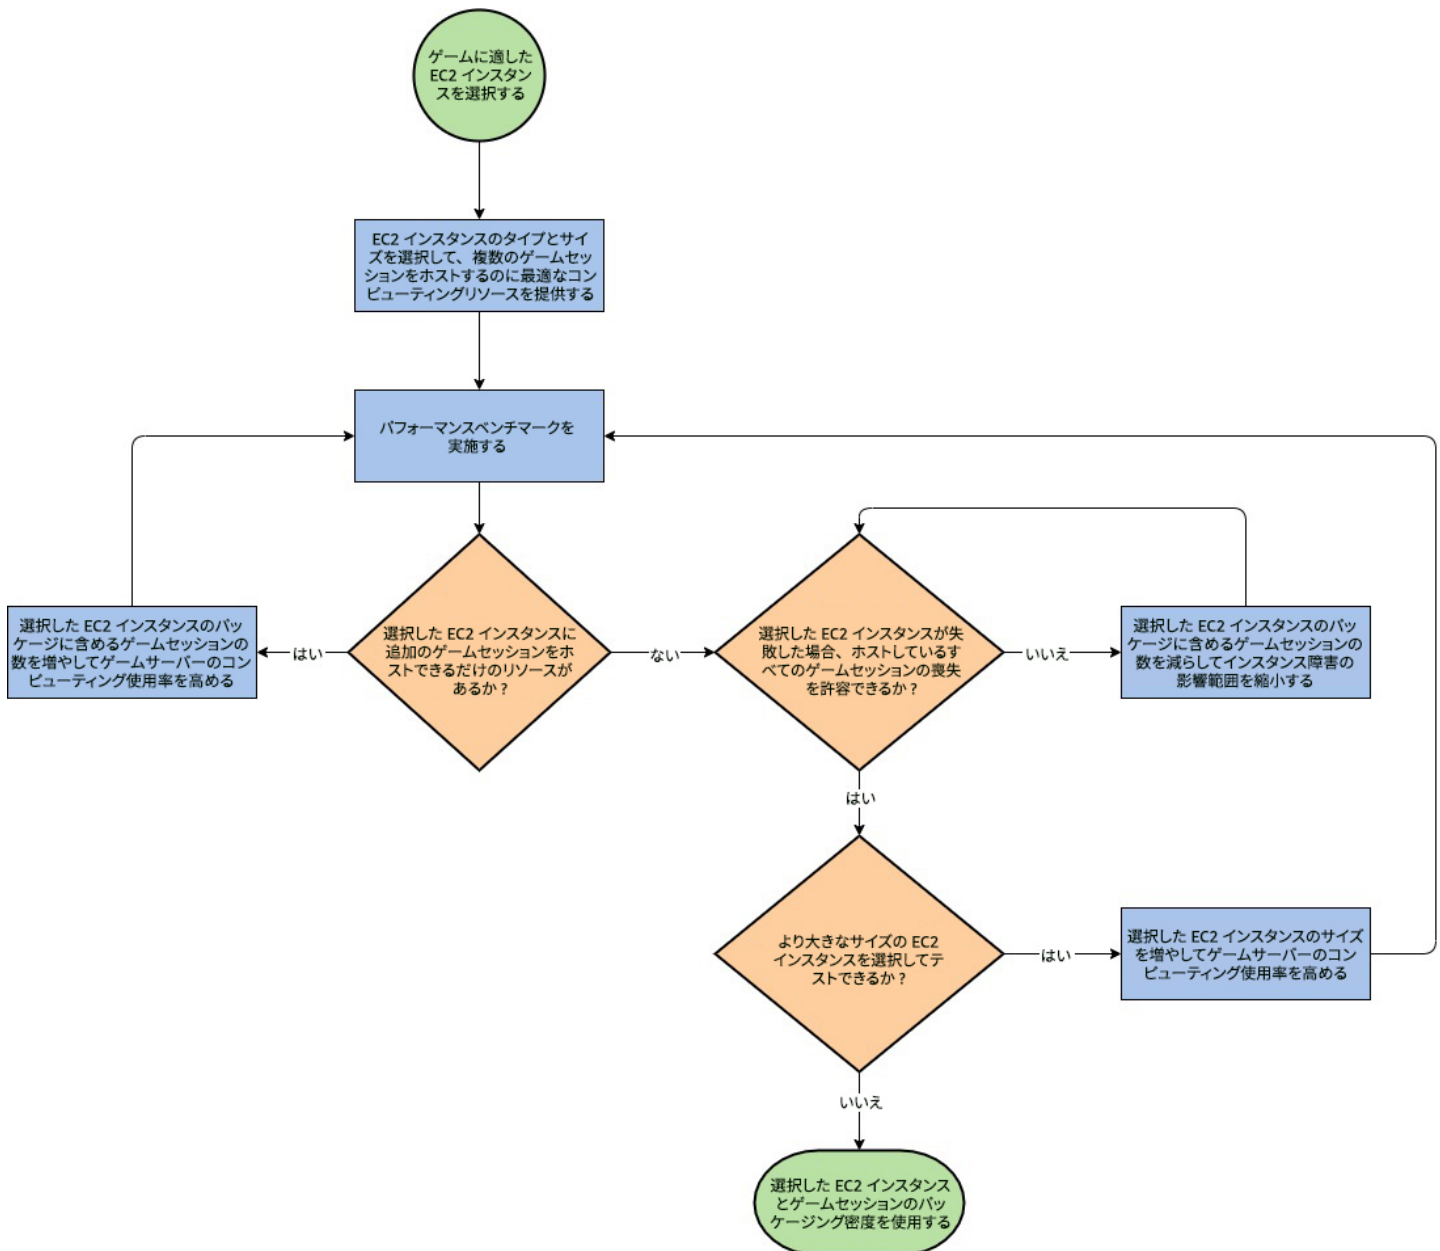 ゲームに適した
EC2 インスタン
スを選択する
EC2 インスタンスのタイプとサイ
ズを選択して、複数のゲームセッ
ションをホストするのに最適なコン
ピューティングリソースを提供する
パフォーマンスベンチマークを
実施する
選択した EC2 インスタンスのパッ
ケージに含めるゲームセッションの
数を増やしてゲームサーバーのコン
ピューティング使用率を高める
はい
選択した EC2 インスタンスに
追加のゲームセッションをホ
ストできるだけのリソースが
あるか？
ない
選択した EC2 インスタンスが失
敗した場合、ホストしているす
べてのゲームセッションの喪失
を許容できるか？
いいえ
選択した EC2 インスタンスのパッ
ケージに含めるゲームセッションの
数を減らしてインスタンス障害の
影響範囲を縮小する
はい
より大きなサイズの EC2
インスタンスを選択してテ
ストできるか？
はい
選択した EC2 インスタンスのサイズ
を増やしてゲームサーバーのコン
ピューティング使用率を高める
いいえ
選択した EC2 インスタンス
とゲームセッションのパッ
ケージング密度を使用する